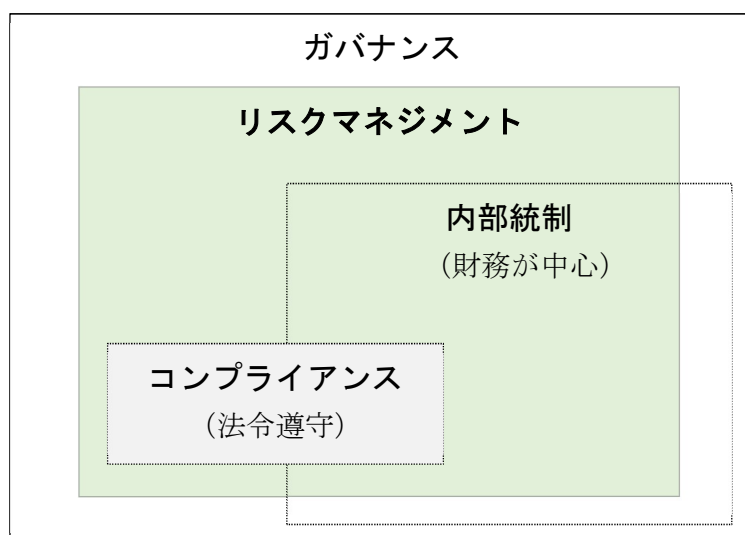 ガバナンス
リスクマネジメント
内部統制
（財務が中心）
コンプライアンス
（法令遵守）